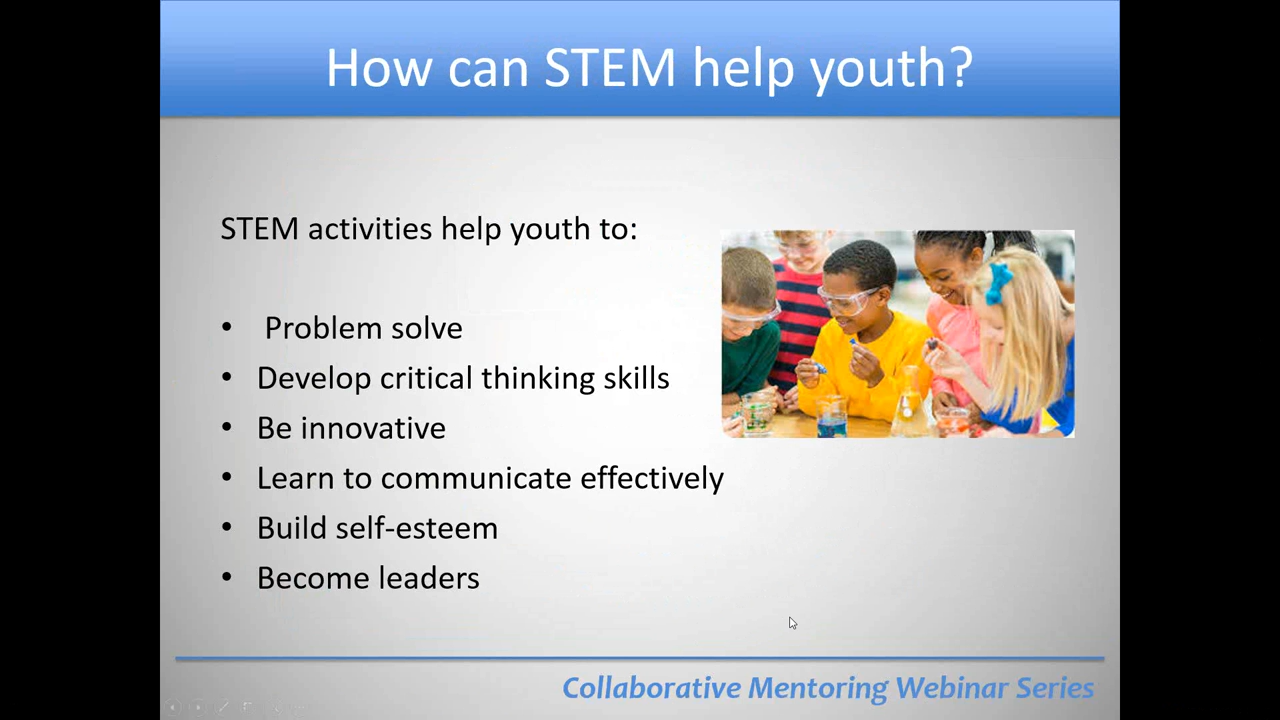 How can STEM help youth?
STEM activities help youth to:
• Problem solve
• Develop critical thinking skills
• Be innovative
• Learn to communicate effectively
• Build self-esteem
• Become leaders
Collaborative Mentoring Webinar Series